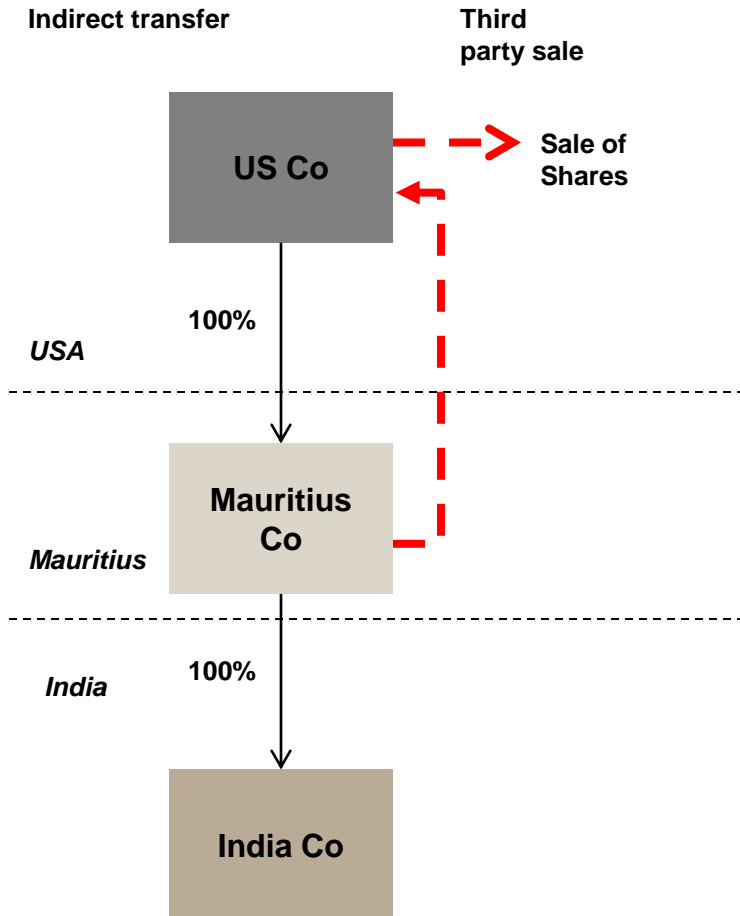 Indirect transfer
Third
party sale
US Co
Sale of
Shares
100%
USA
Mauritius
Co
Mauritius
100%
India
India Co